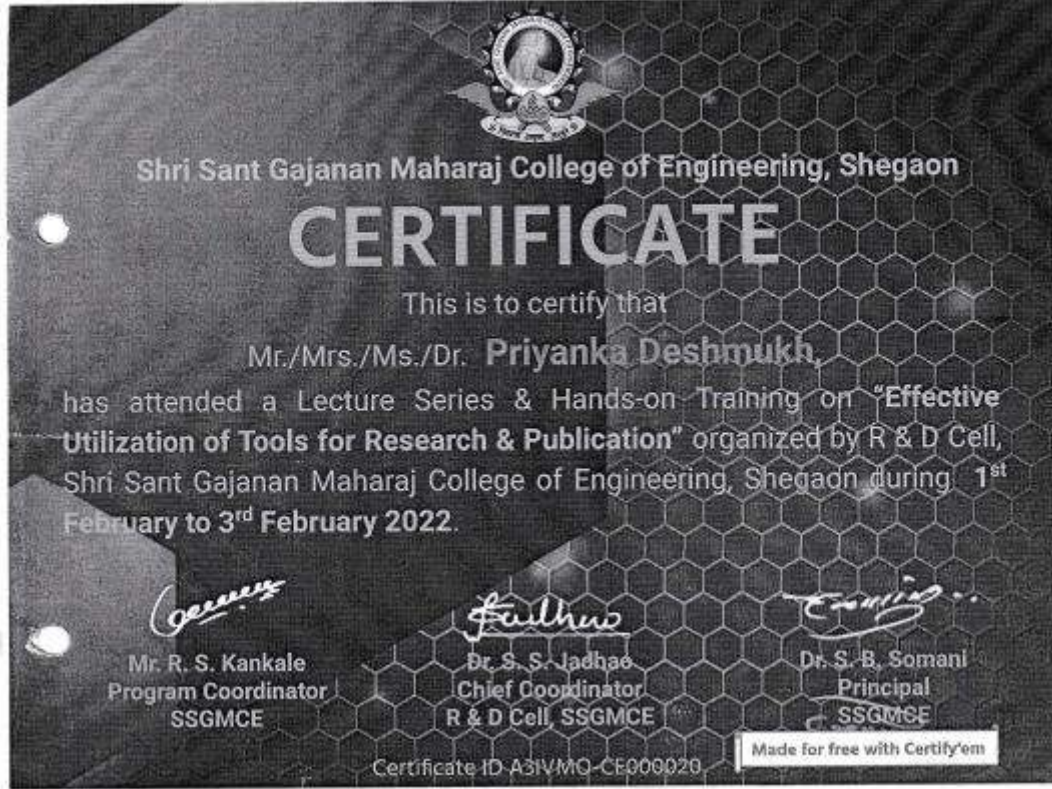 Shri Sant Gajanan Maharaj College of Engineering, Shegaon
CERTIFICATE
This is to certify that
Mr./Mrs./Ms./Dr. Priyanka Deshmukh,
has attended a Lecture Series & Hands-on Training on "Effective
Utilization of Tools for Research & Publication" organized by R & D Cell,
Shri Sant Gajanan Maharaj College of Engineering, Shegaon during 1st
February to 3rd February 2022.
Mr. R. S. Kankale
Program Coordinator
SSGMCE
Dr. S. S. Jadhao
Chief Coordinator
R & D Cell, SSGMCE
Dr. S. B. Somani
Principal
SSGMCE
Made for free with Certify'em
Certificate ID A3IVMO-CE000020